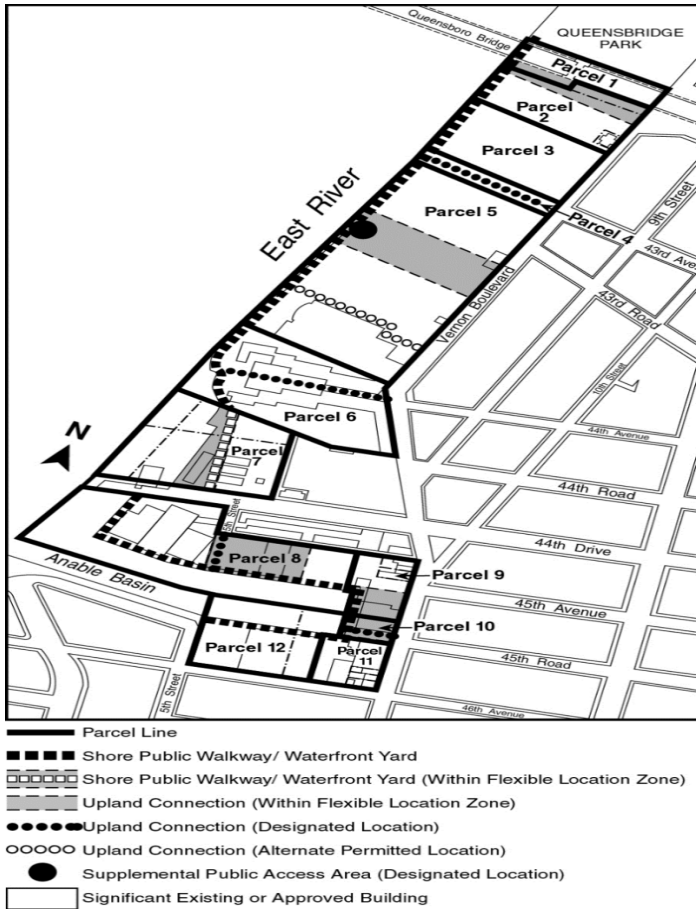 Queensboro Bridge
QUEENSBRIDGE
PARK
Parcel 1
Parcel
2
Parcel 3
9th Street
East River
Parcel 5
Parcel 4
43rd Ave
Vernon Boulevard
43rd Road
10th Street
Parcel 6
44th Avenue
N
Parcel
7
44th Road
5th Street
44th Drive
Parcel 8
Anable Basin
Parcel 9
45th Avenue
Parcel 10
Parcel 12
Parcel
11
45th Road
5th Street
46th Avenue
Parcel Line
Shore Public Walkway/ Waterfront Yard
Shore Public Walkway/ Waterfront Yard (Within Flexible Location Zone)
Upland Connection (Within Flexible Location Zone)
Upland Connection (Designated Location)
Upland Connection (Alternate Permitted Location)
Supplemental Public Access Area (Designated Location)
Significant Existing or Approved Building